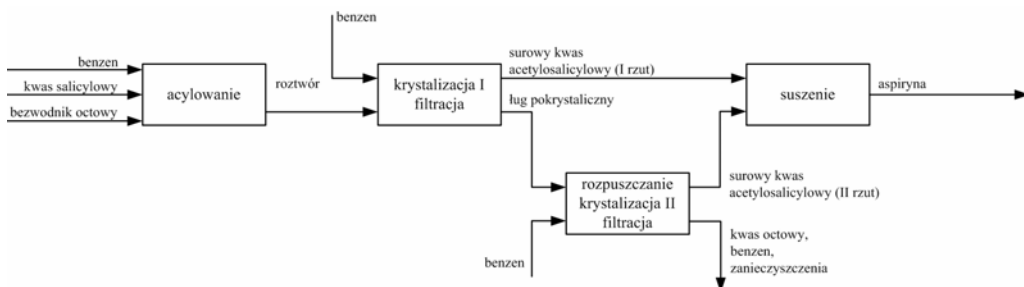 benzen
benzen
kwas salicylowy
bezwodnik octowy
acylowanie
roztwór
krystalizacja I
filtracja
surowy kwas
acetylosalicylowy (I rzut)
ług pokrystaliczny
suszenie
aspiryna
rozpuszczanie
krystalizacja II
filtracja
benzen
surowy kwas
acetylosalicylowy (II rzut)
kwas octowy,
benzen,
zanieczyszczenia